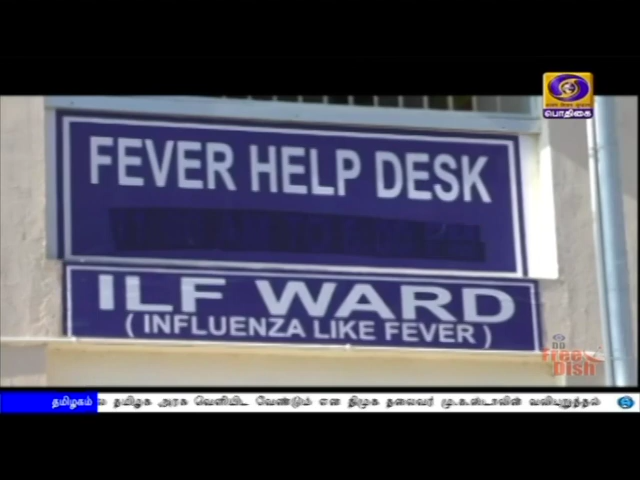 பொதிகை
FEVER HELP DESK
ILF WARD
( INFLUENZA LIKE FEVER )
DD
Free
Dish
தமிழகம் ல தமிழக அரசு வெளியிட வேண்டும் என திமுக தலைவர் மு.க.ஸ்டாலின் வலியுறுத்தல்